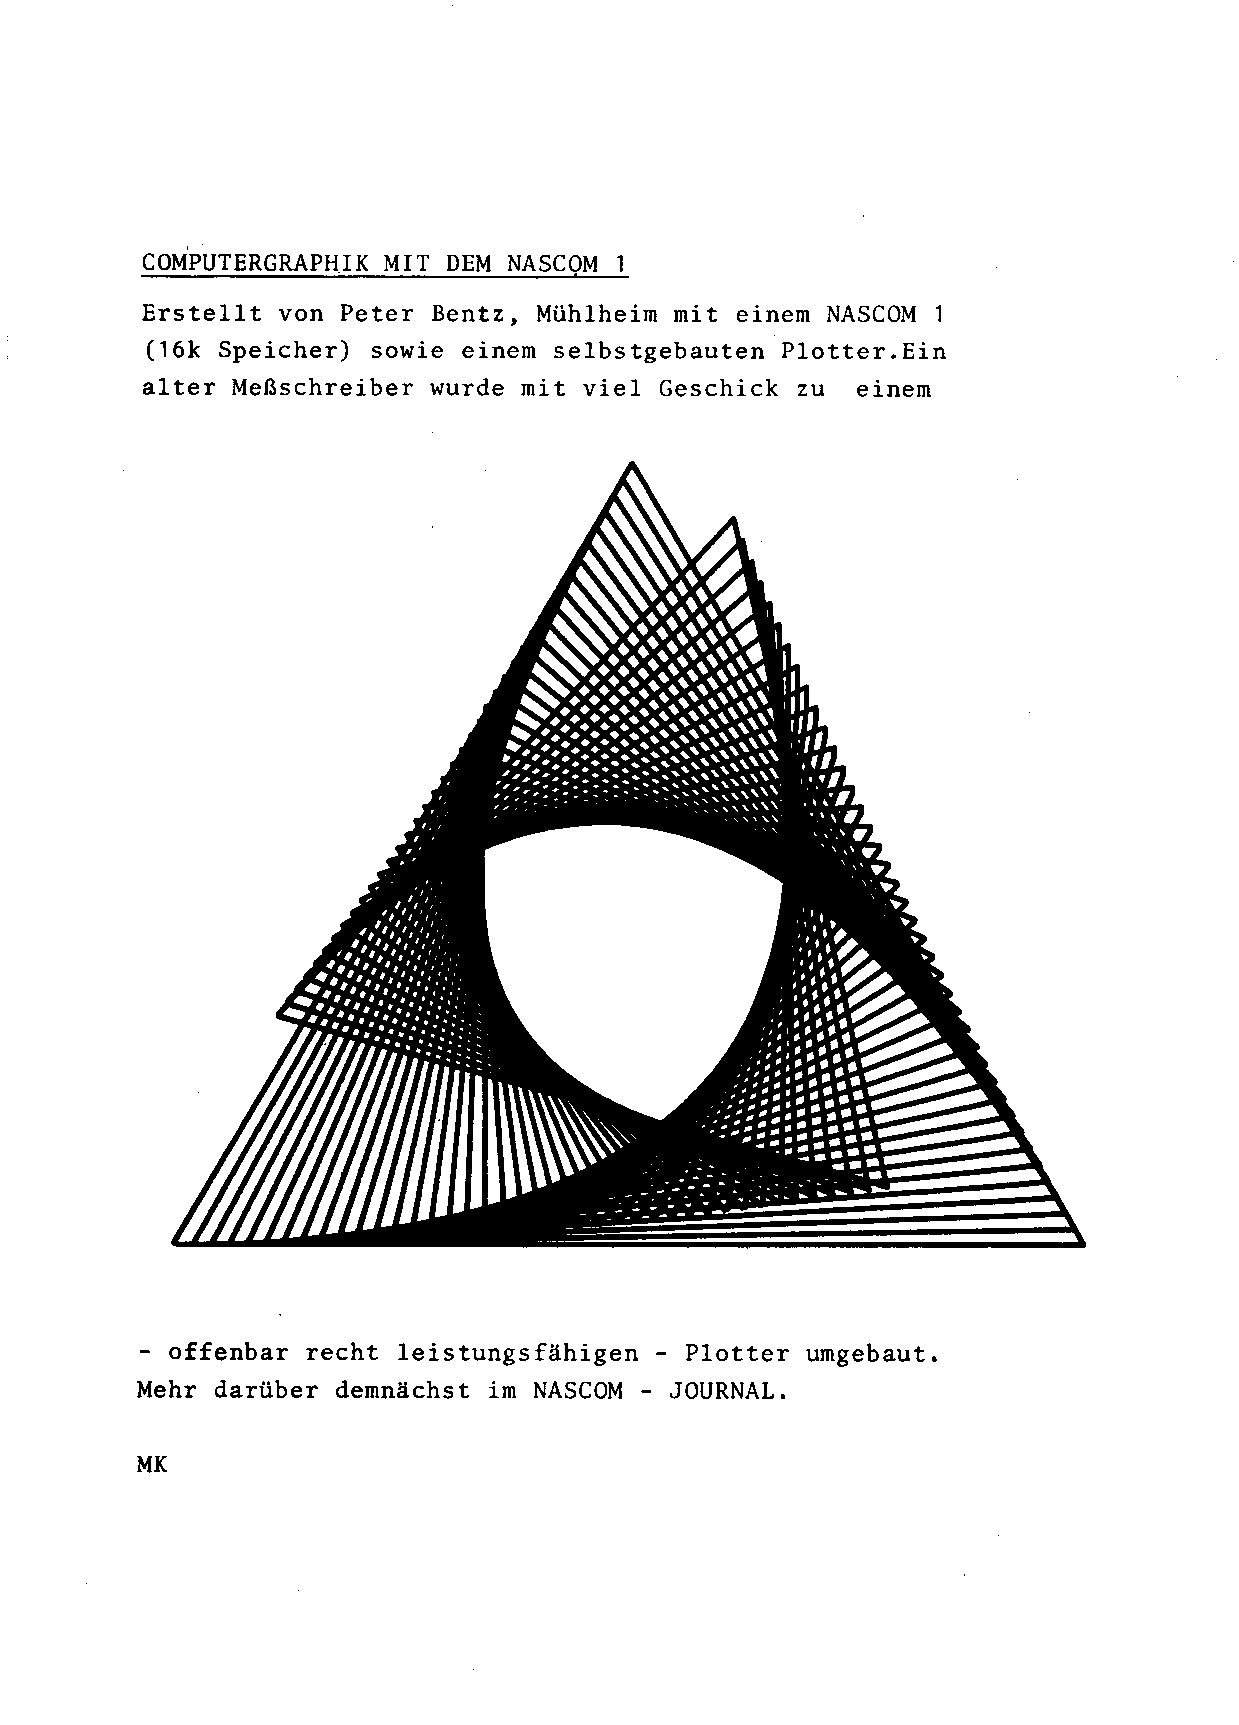 COMPUTERGRAPHIK MIT DEM NASCOM 1
Erstellt von Peter Bentz, Mühlheim mit einem NASCOM 1
(16k Speicher) sowie einem selbstgebauten Plotter.Ein
alter Meßschreiber wurde mit viel Geschick zu einem
- offenbar recht leistungsfähigen - Plotter umgebaut.
Mehr darüber demnächst im NASCOM - JOURNAL.
MK